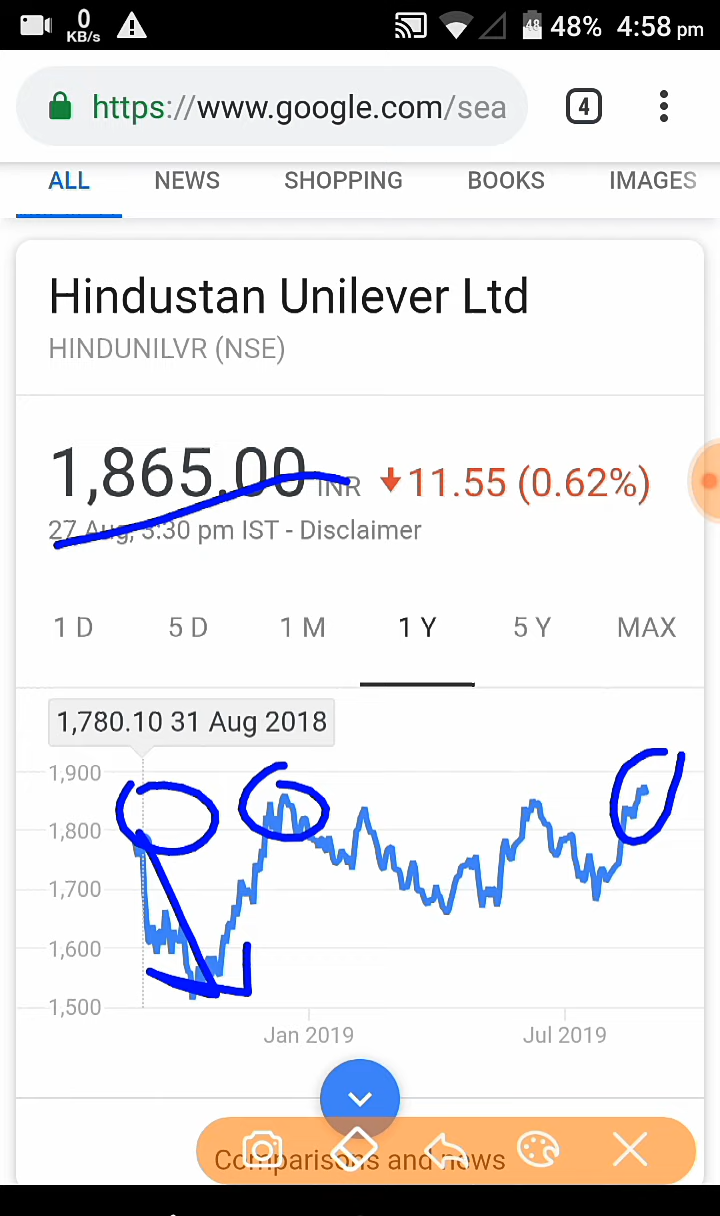 0
KB/s
48
48% 4:58 pm
https://www.google.com/sea
4
ALL NEWS SHOPPING BOOKS IMAGES
Hindustan Unilever Ltd
HINDUNILVR (NSE)
1,865.00 INR 11.55 (0.62%)
27 Aug, 3:30 pm IST - Disclaimer
1 D 5 D 1 M 1 Y 5 Y MAX
1,780.10 31 Aug 2018
1,900
1,800
1,700
1,600
1,500
Jan 2019 Jul 2019
Comparisons and news